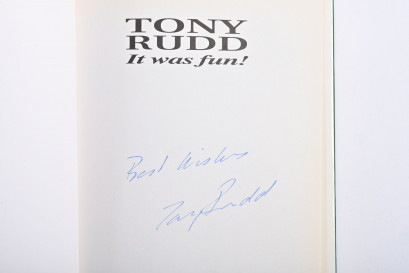 TONY
RUDD
It was fun!
Best Wishes
Tony Rudd